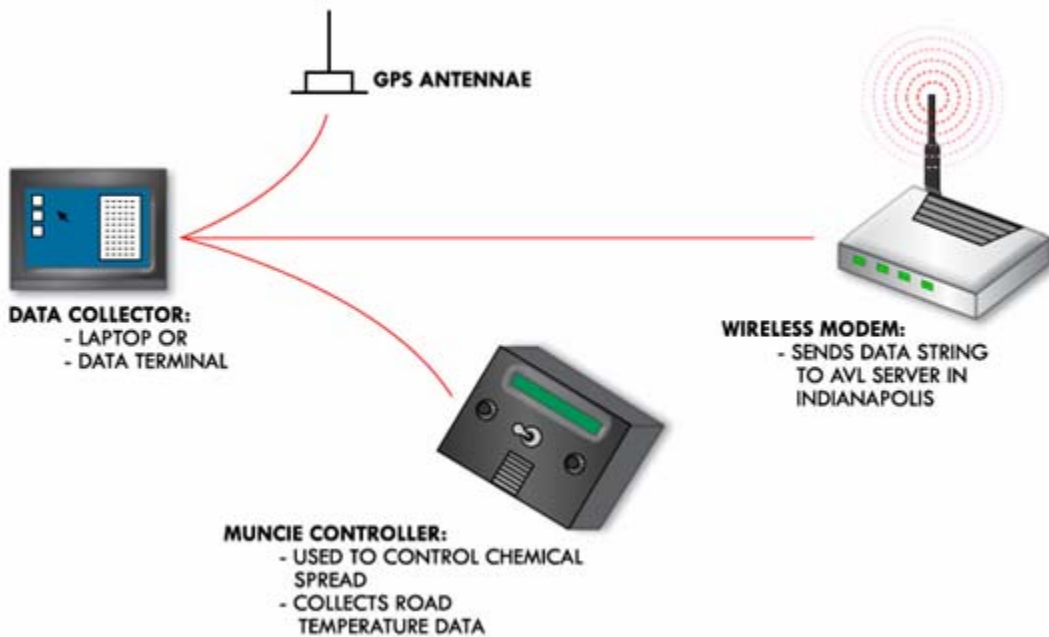 GPS ANTENNAE
DATA COLLECTOR:
- LAPTOP OR
- DATA TERMINAL
WIRELESS MODEM:
- SENDS DATA STRING
TO AVL SERVER IN
INDIANAPOLIS
MUNCIE CONTROLLER:
- USED TO CONTROL CHEMICAL
SPREAD
- COLLECTS ROAD
TEMPERATURE DATA